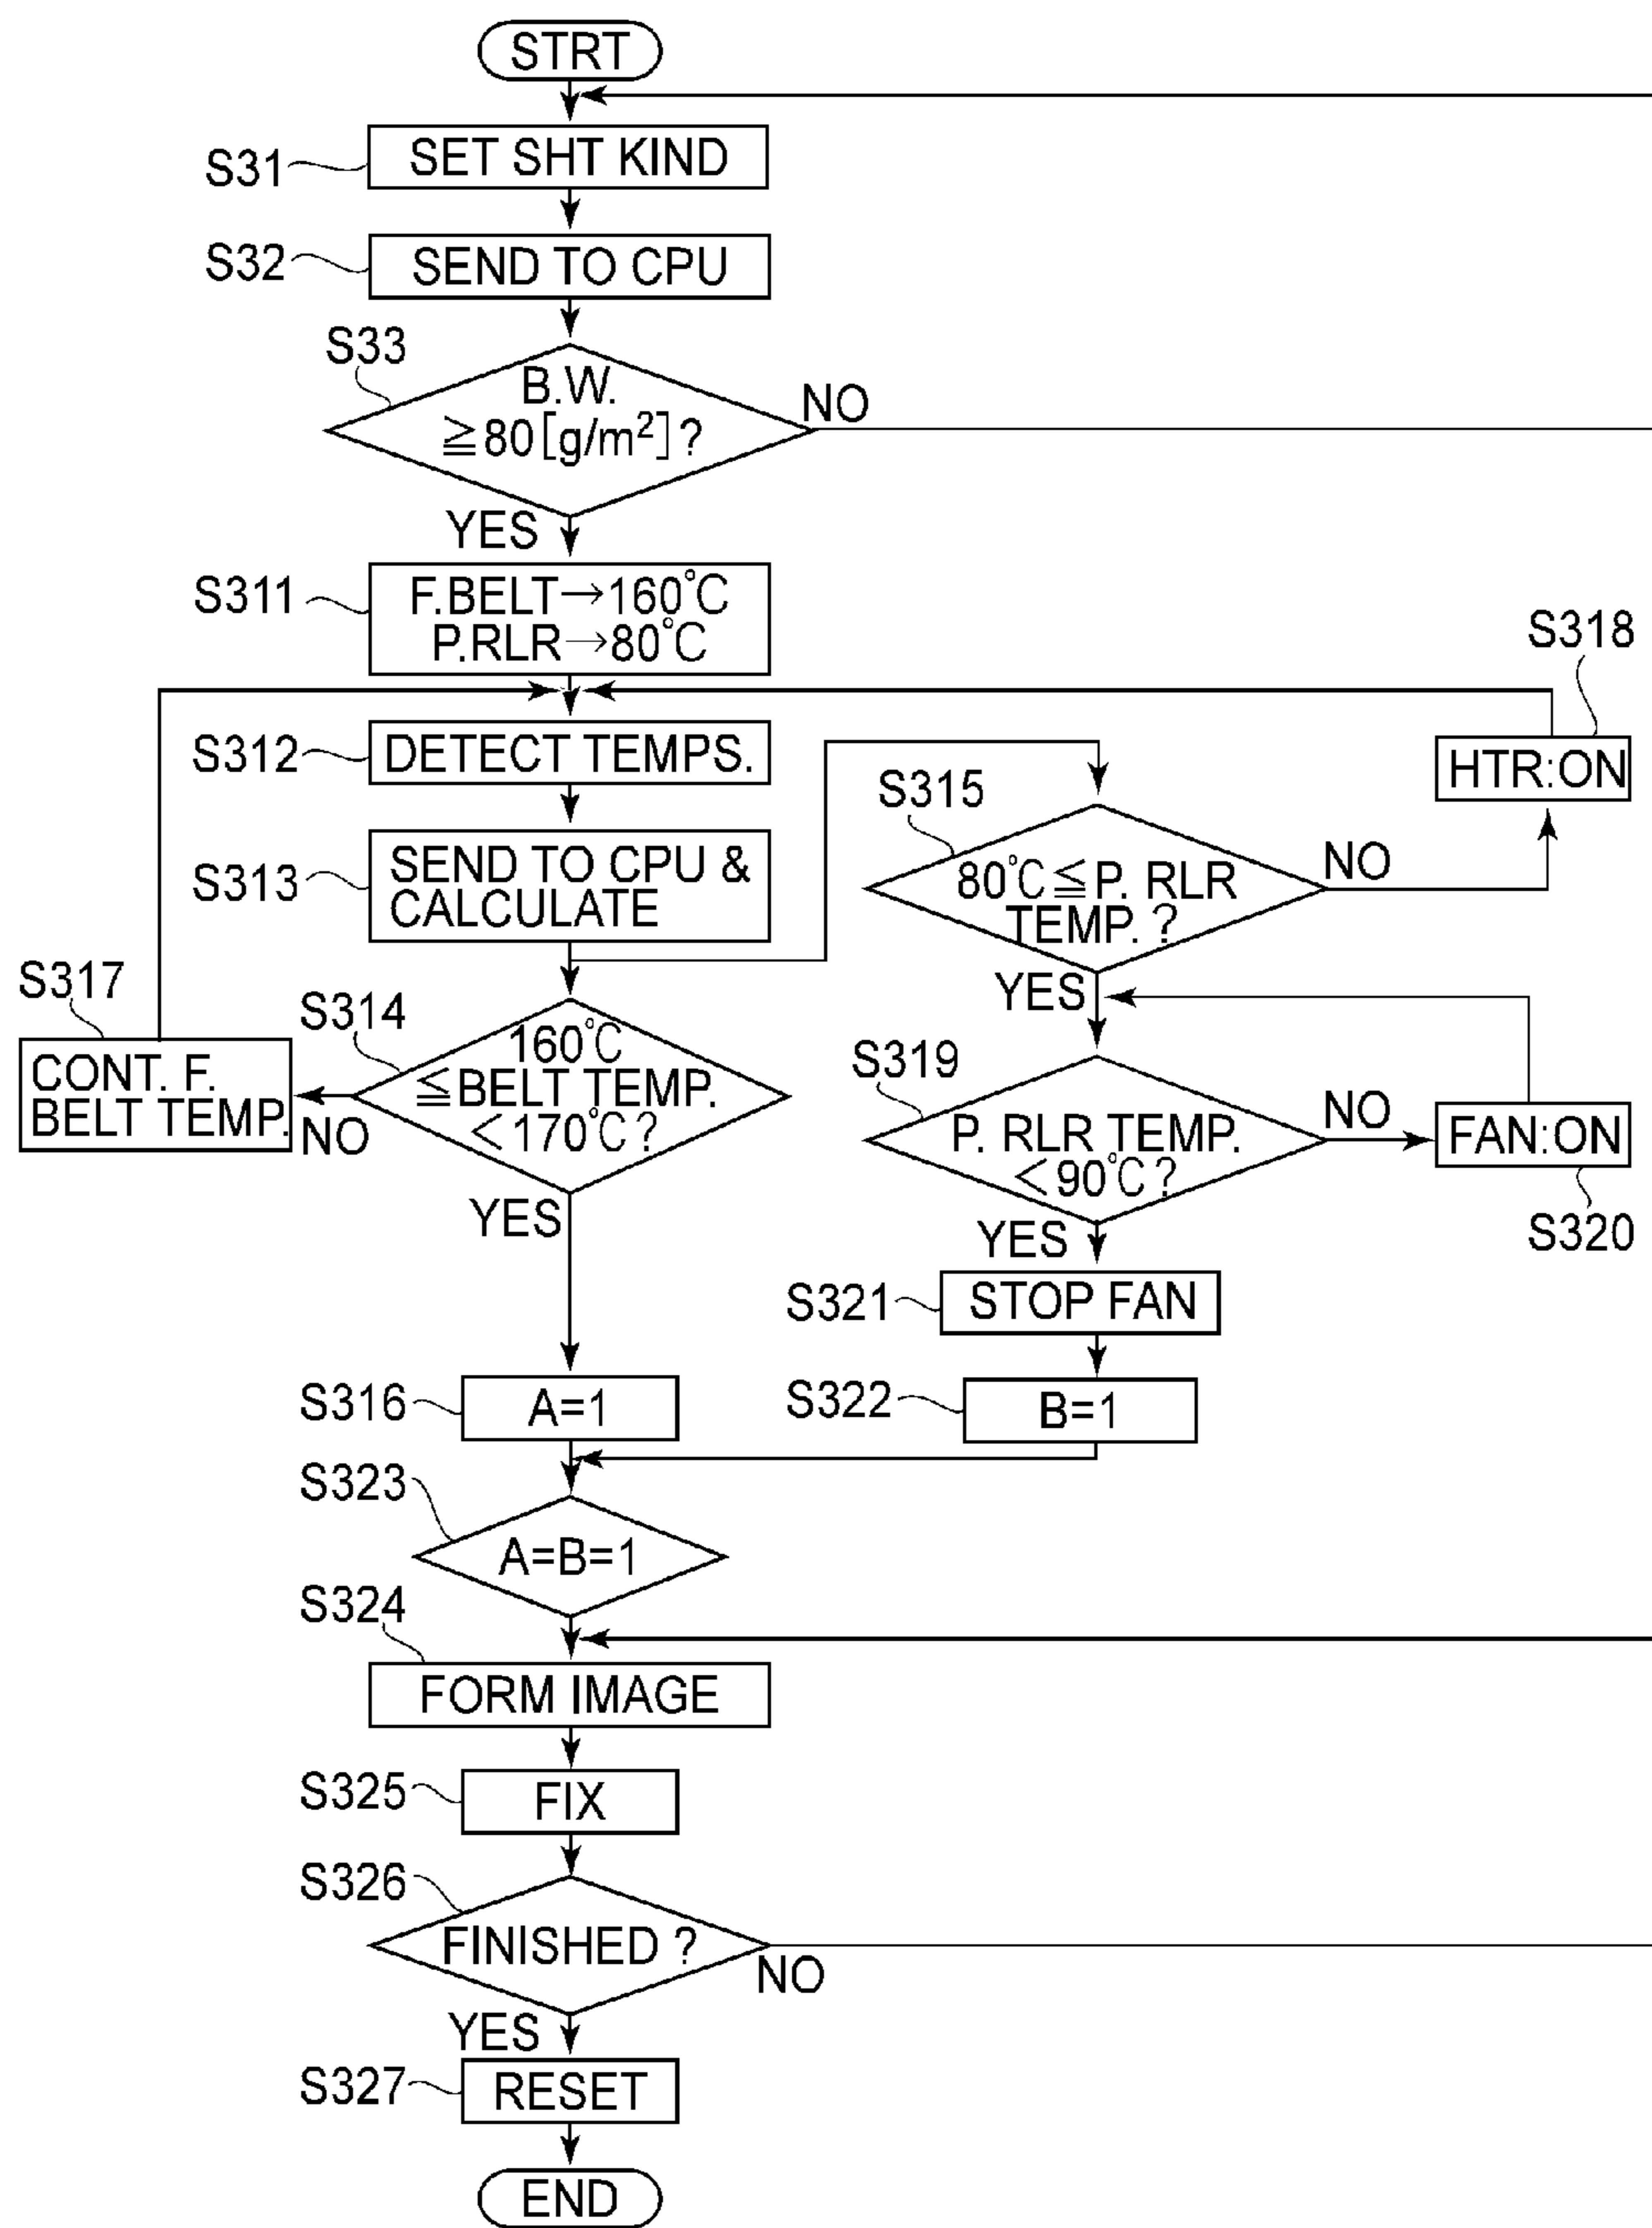 STRT
S31
SET SHT KIND
S32
SEND TO CPU
S33
B.W.
≧80[g/m²]?
NO
YES
S311
F.BELT→160°C
P.RLR→80°C
S318
HTR:ON
S312
DETECT TEMPS.
S315
80°C≦P. RLR
TEMP.?
NO
YES
S313
SEND TO CPU &
CALCULATE
S317
CONT. F.
BELT TEMP.
S314
160°C
≦BELT TEMP.
<170°C?
NO
YES
S319
P. RLR TEMP.
<90°C?
NO
FAN:ON
S320
YES
S321
STOP FAN
S316
A=1
S322
B=1
S323
A=B=1
S324
FORM IMAGE
S325
FIX
S326
FINISHED ?
NO
YES
S327
RESET
END